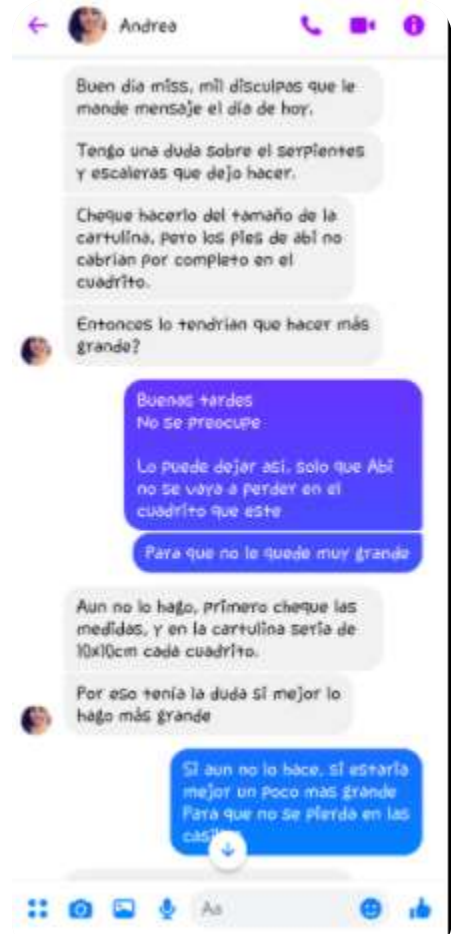 Andrea
Buen día miss, mil disculpas que le
mande mensaje el día de hoy.
Tengo una duda sobre el serpientes
y escaleras que dejo hacer.
Cheque hacerlo del tamaño de la
cartulina, pero los pies de abi no
cabrían por completo en el
cuadrito.
Entonces lo tendrían que hacer más
grande?
Buenas tardes
No se preocupe
Lo puede dejar asi, solo que Abi
no se vaya a perder en el
cuadrito que este
Para que no le quede muy grande
Aun no lo hago, primero cheque las
medidas, y en la cartulina seria de
10x10cm cada cuadrito.
Por eso tenía la duda si mejor lo
hago más grande
Si aun no lo hace, si estaría
mejor un poco mas grande
Para que no se pierda en las
Aa